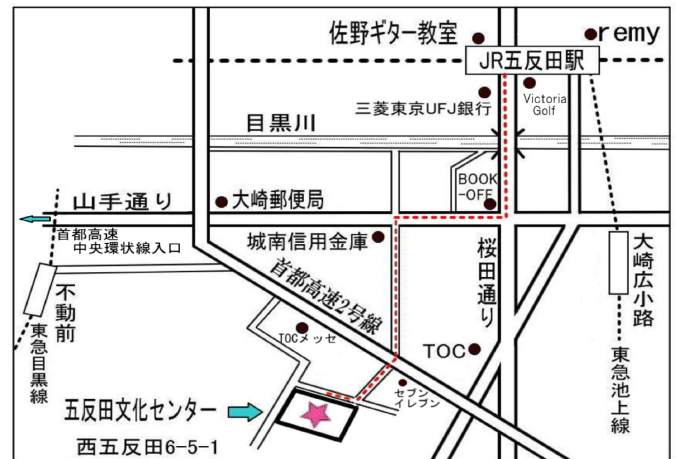 佐野ギター教室
remy
JR五反田駅
三菱東京UFJ銀行
Victoria
Golf
目黒川
BOOK
-OFF
山手通り
大崎郵便局
首都高速
中央環状線入口
城南信用金庫
桜田通り
大崎広小路
首都高速2号線
不動前
東急目黒線
TOCメッセ
TOC
東急池上線
セブン
イレブン
五反田文化センター
西五反田6-5-1